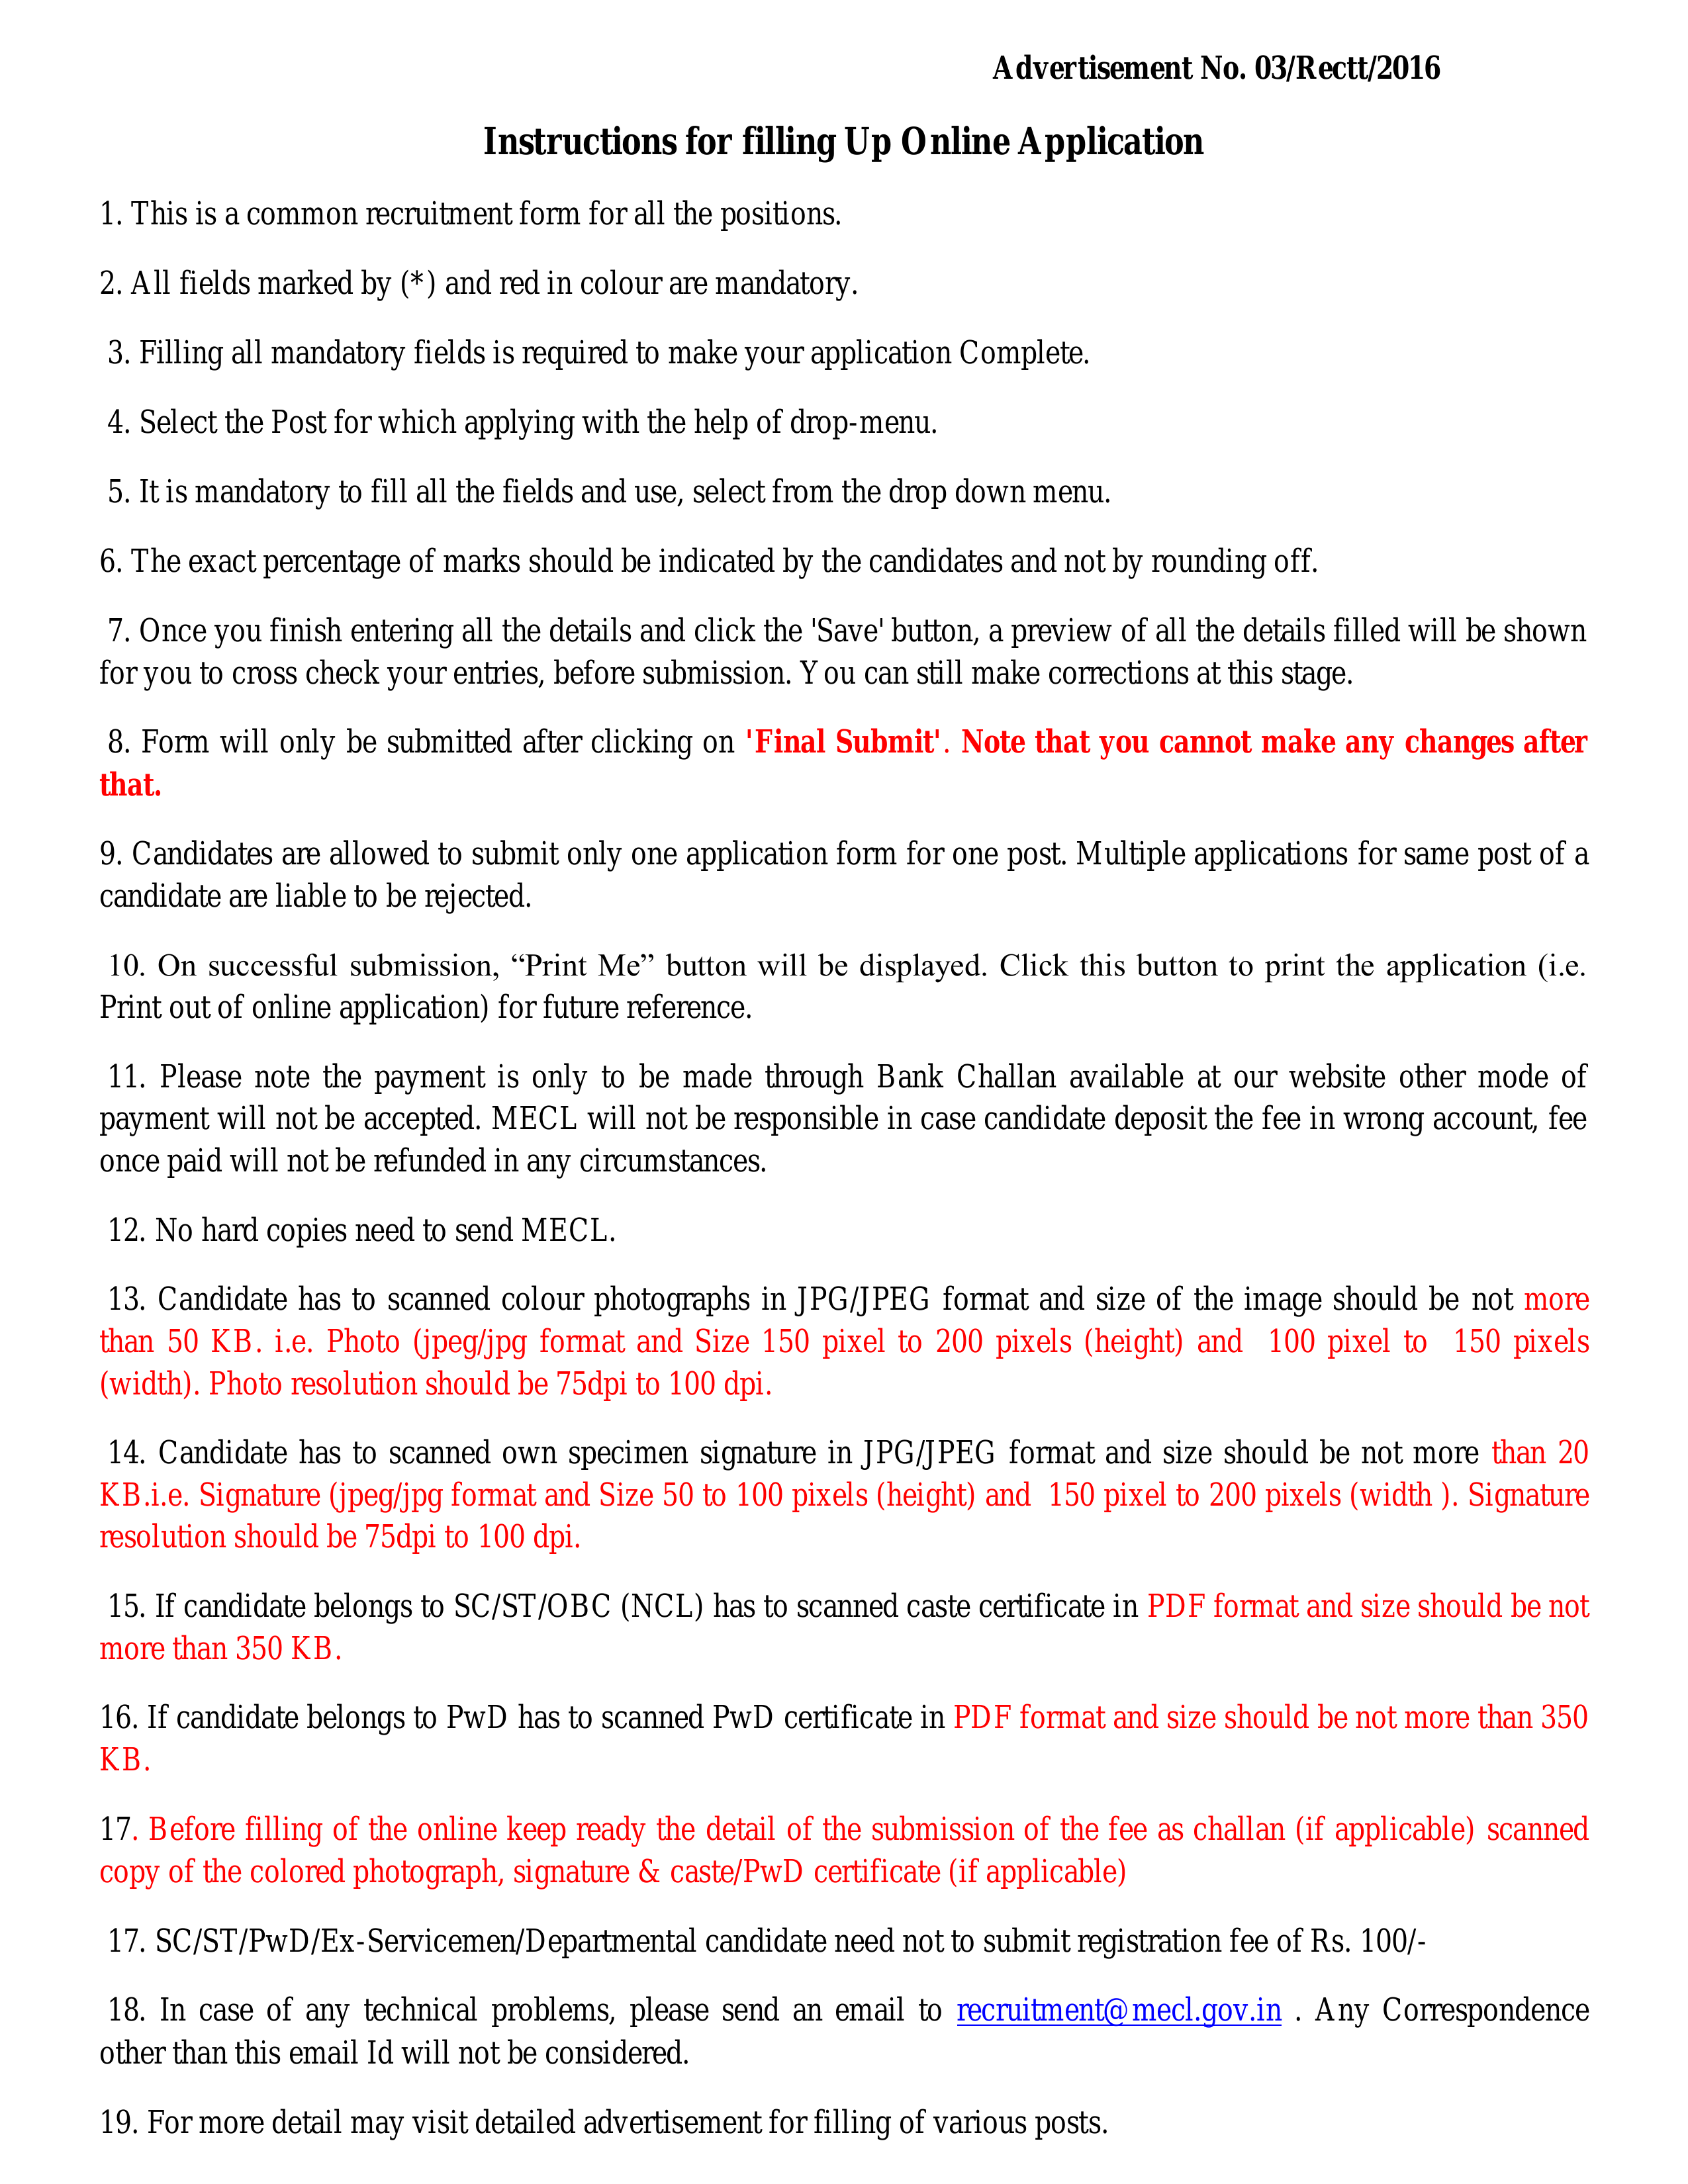 Advertisement No. 03/Rectt/2016
Instructions for filling Up Online Application
1. This is a common recruitment form for all the positions.
2. All fields marked by (*) and red in colour are mandatory.
3. Filling all mandatory fields is required to make your application Complete.
4. Select the Post for which applying with the help of drop-menu.
5. It is mandatory to fill all the fields and use, select from the drop down menu.
6. The exact percentage of marks should be indicated by the candidates and not by rounding off.
7. Once you finish entering all the details and click the 'Save' button, a preview of all the details filled will be shown
for you to cross check your entries, before submission. You can still make corrections at this stage.
8. Form will only be submitted after clicking on 'Final Submit'. Note that you cannot make any changes after
that.
9. Candidates are allowed to submit only one application form for one post. Multiple applications for same post of a
candidate are liable to be rejected.
10. On successful submission, “Print Me” button will be displayed. Click this button to print the application (i.e.
Print out of online application) for future reference.
11. Please note the payment is only to be made through Bank Challan available at our website other mode of
payment will not be accepted. MECL will not be responsible in case candidate deposit the fee in wrong account, fee
once paid will not be refunded in any circumstances.
12. No hard copies need to send MECL.
13. Candidate has to scanned colour photographs in JPG/JPEG format and size of the image should be not more
than 50 KB. i.e. Photo (jpeg/jpg format and Size 150 pixel to 200 pixels (height) and 100 pixel to 150 pixels
(width). Photo resolution should be 75dpi to 100 dpi.
14. Candidate has to scanned own specimen signature in JPG/JPEG format and size should be not more than 20
KB.i.e. Signature (jpeg/jpg format and Size 50 to 100 pixels (height) and 150 pixel to 200 pixels (width ). Signature
resolution should be 75dpi to 100 dpi.
15. If candidate belongs to SC/ST/OBC (NCL) has to scanned caste certificate in PDF format and size should be not
more than 350 KB.
16. If candidate belongs to PwD has to scanned PwD certificate in PDF format and size should be not more than 350
KB.
17. Before filling of the online keep ready the detail of the submission of the fee as challan (if applicable) scanned
copy of the colored photograph, signature & caste/PwD certificate (if applicable)
17. SC/ST/PwD/Ex-Servicemen/Departmental candidate need not to submit registration fee of Rs. 100/-
18. In case of any technical problems, please send an email to recruitment@mecl.gov.in . Any Correspondence
other than this email Id will not be considered.
19. For more detail may visit detailed advertisement for filling of various posts.